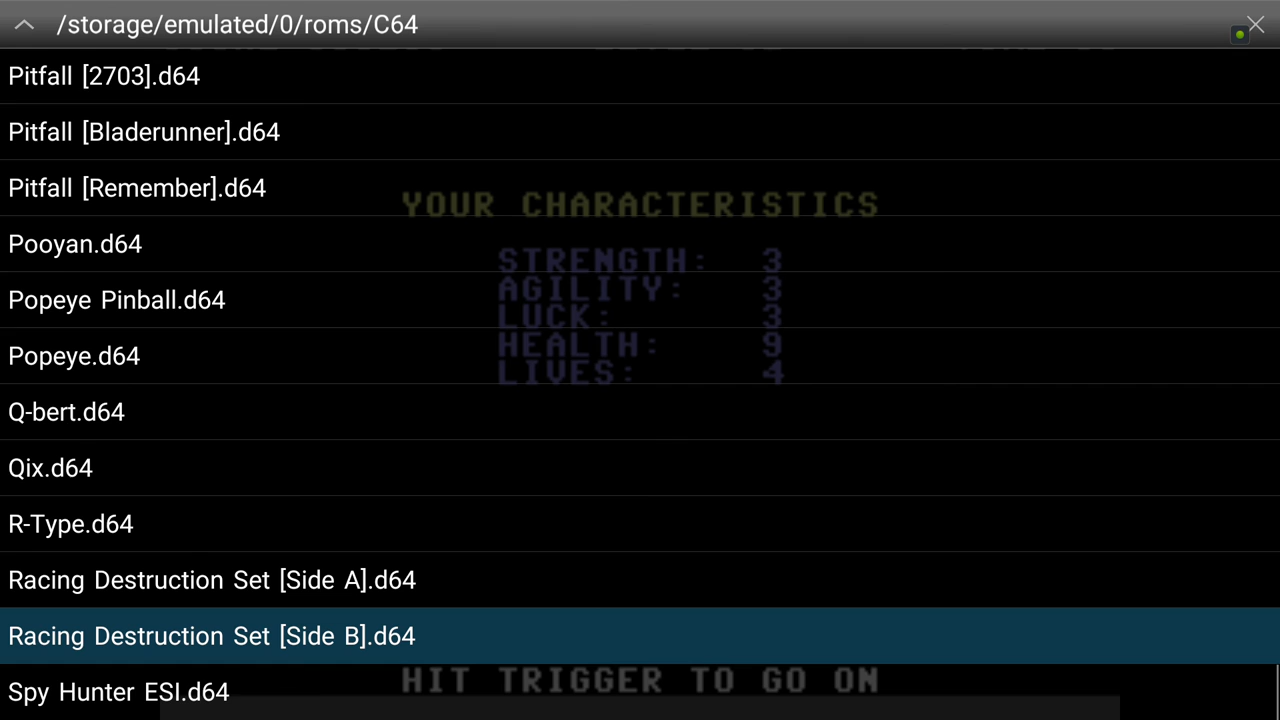 /storage/emulated/0/roms/C64
Pitfall [2703].d64
Pitfall [Bladerunner].d64
Pitfall [Remember].d64
YOUR CHARACTERISTICS
Pooyan.d64
STRENGTH: 3
AGILITY: 3
Popeye Pinball.d64
LUCK: 3
HEALTH: 9
Popeye.d64
LIVES: 4
Q-bert.d64
Qix.d64
R-Type.d64
Racing Destruction Set [Side A].d64
Racing Destruction Set [Side B].d64
HIT TRIGGER TO GO ON
Spy Hunter ESI.d64